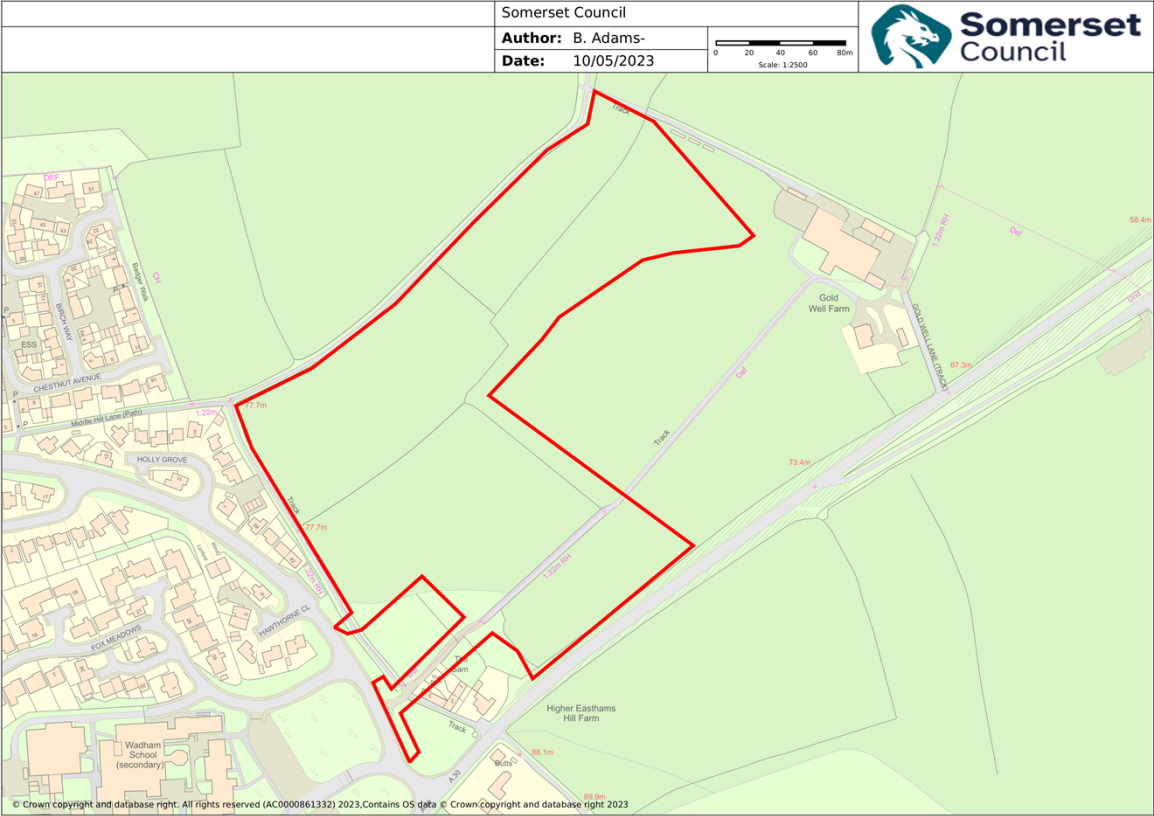 Somerset Council
Author: B. Adams-
Date: 10/05/2023
0 20 40 60 80m
Scale: 1:2500
Somerset
Council
Track
DEF
CH
Badger Walk
BIRCH WAY
ESS
P
P
P
CHESTNUT AVENUE
Middle Hill Lane (Path)
1.22m
77.7m
HOLLY GROVE
Track
77.7m
1.22m RH
HAWTHORNE CL
FOX MEADOWS
Wadham
School
(secondary)
1.22m RH
Def
58.4m
Und
Gold
Well Farm
GOLD WELL LANE (TRACK)
67.3m
Def
Track
73.4m
1.22m RH
Track
Higher Easthams
Hill Farm
Butts
88.1m
A 30
89.9m
© Crown copyright and database right. All rights reserved (AC0000861332) 2023,Contains OS data © Crown copyright and database right 2023